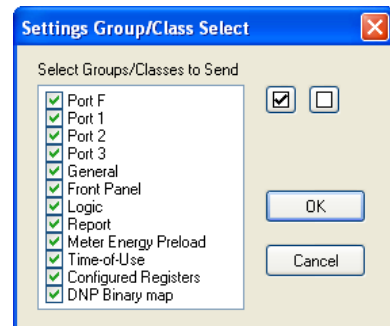 Settings Group/Class Select
Select Groups/Classes to Send
Port F
Port 1
Port 2
Port 3
General
Front Panel
Logic
Report
Meter Energy Preload
Time-of-Use
Configured Registers
DNP Binary map
OK
Cancel